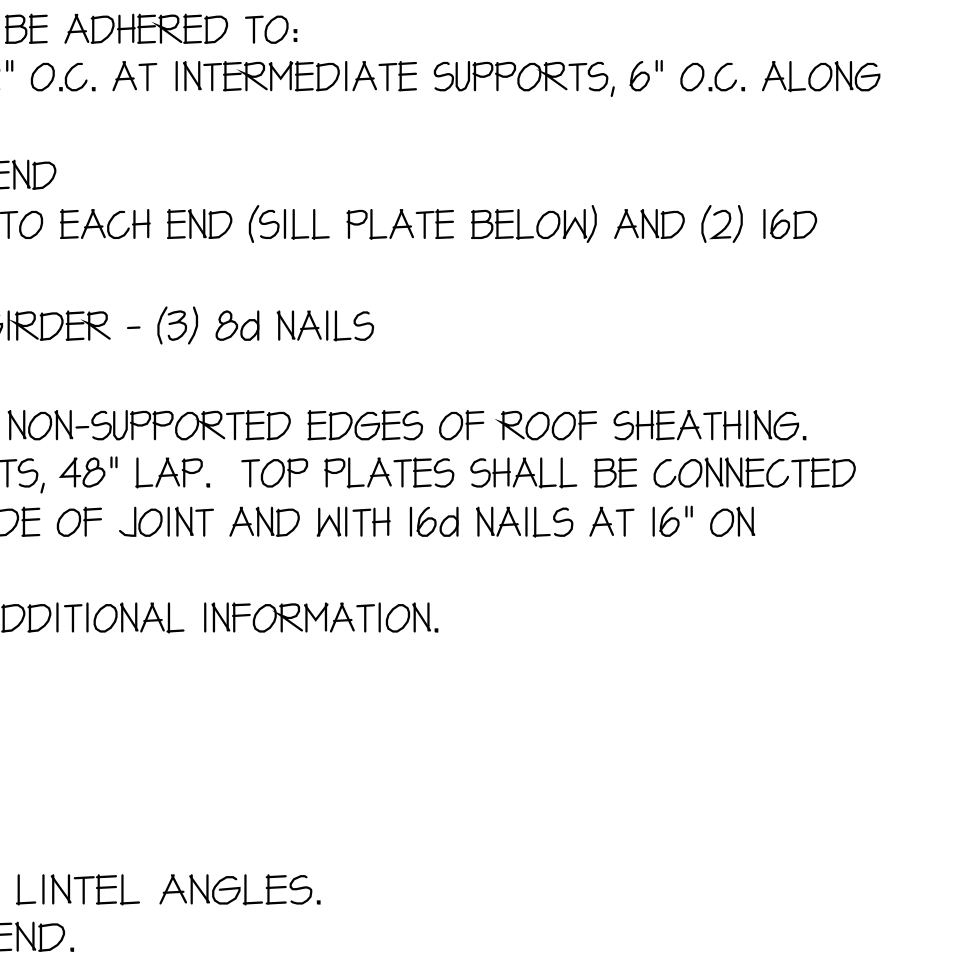 BE ADHERED TO:
" O.C. AT INTERMEDIATE SUPPORTS, 6" O.C. ALONG
END
TO EACH END (SILL PLATE BELOW) AND (2) 16D
GIRDER - (3) 8d NAILS
NON-SUPPORTED EDGES OF ROOF SHEATHING.
TS, 48" LAP. TOP PLATES SHALL BE CONNECTED
DE OF JOINT AND WITH 16d NAILS AT 16" ON
DDITIONAL INFORMATION.
LINTEL ANGLES.
END.